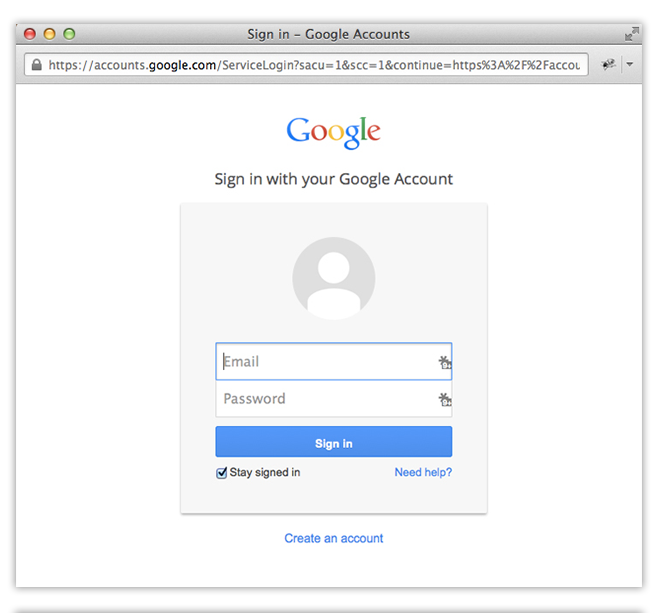 Sign in – Google Accounts
https://accounts.google.com/ServiceLogin?sacu=1&scc=1&continue=https%3A%2F%2Faccou
Google
Sign in with your Google Account
Email
Password
Sign in
Stay signed in Need help?
Create an account